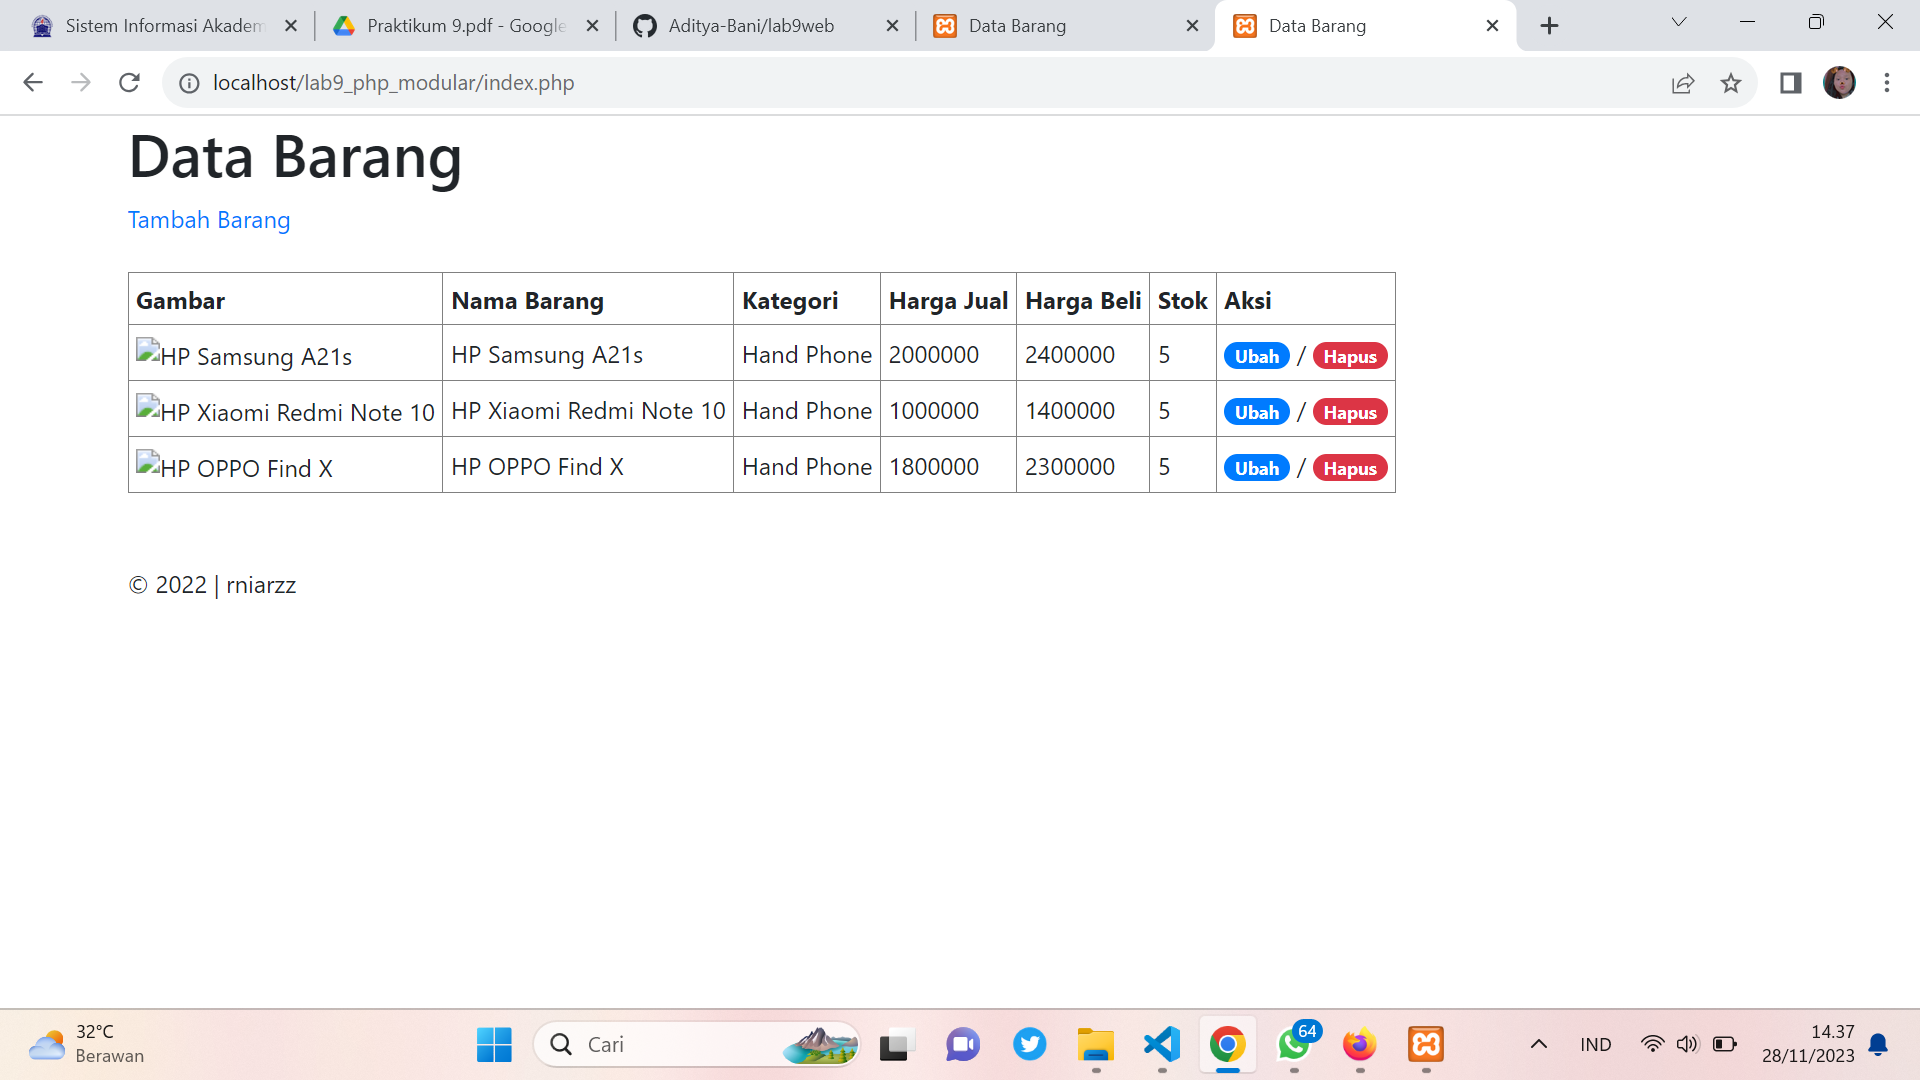 Sistem Informasi Akadem
Praktikum 9.pdf - Google
Aditya-Bani/lab9web
Data Barang
Data Barang
localhost/lab9_php_modular/index.php
Data Barang
Tambah Barang
Gambar Nama Barang Kategori Harga Jual Harga Beli Stok Aksi
HP Samsung A21s HP Samsung A21s Hand Phone 2000000 2400000 5 Ubah / Hapus
HP Xiaomi Redmi Note 10 HP Xiaomi Redmi Note 10 Hand Phone 1000000 1400000 5 Ubah / Hapus
HP OPPO Find X HP OPPO Find X Hand Phone 1800000 2300000 5 Ubah / Hapus
© 2022 | rniarzz
32°C
Berawan
Cari
64
IND
14.37
28/11/2023